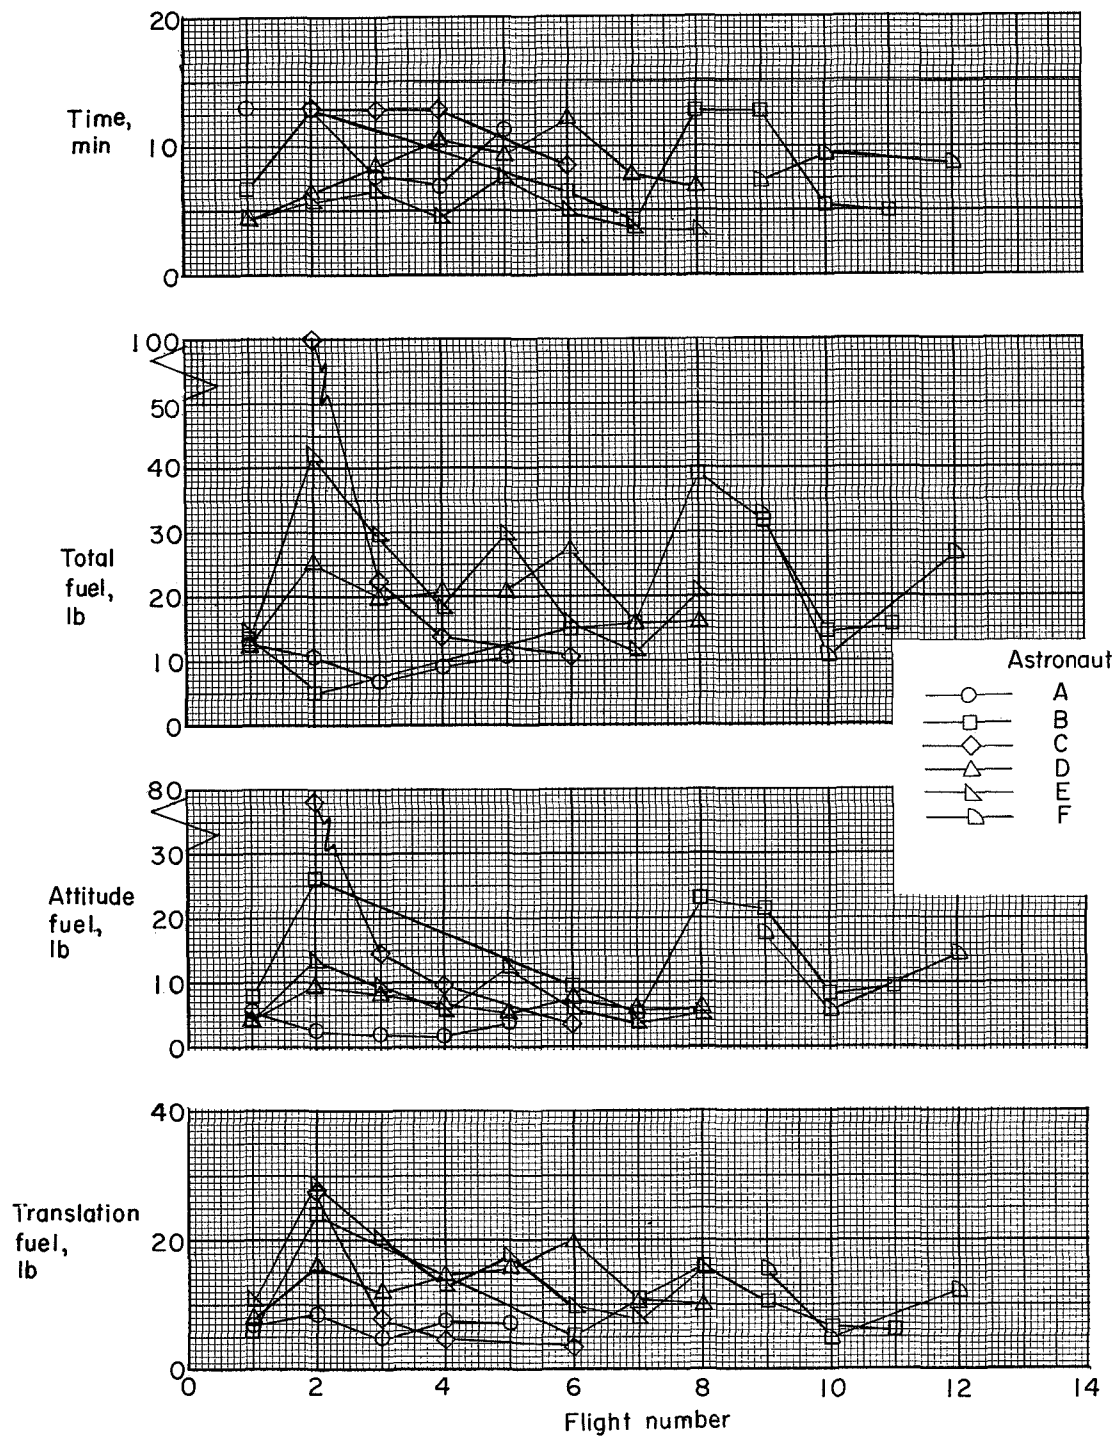 20
Time,
min
10
0
100
50
40
30
Total
fuel,
lb
20
10
0
Astronaut
A
B
C
D
E
F
80
30
Attitude
fuel,
lb
20
10
0
40
Translation
fuel,
lb
20
0
0 2 4 6 8 10 12 14
Flight number